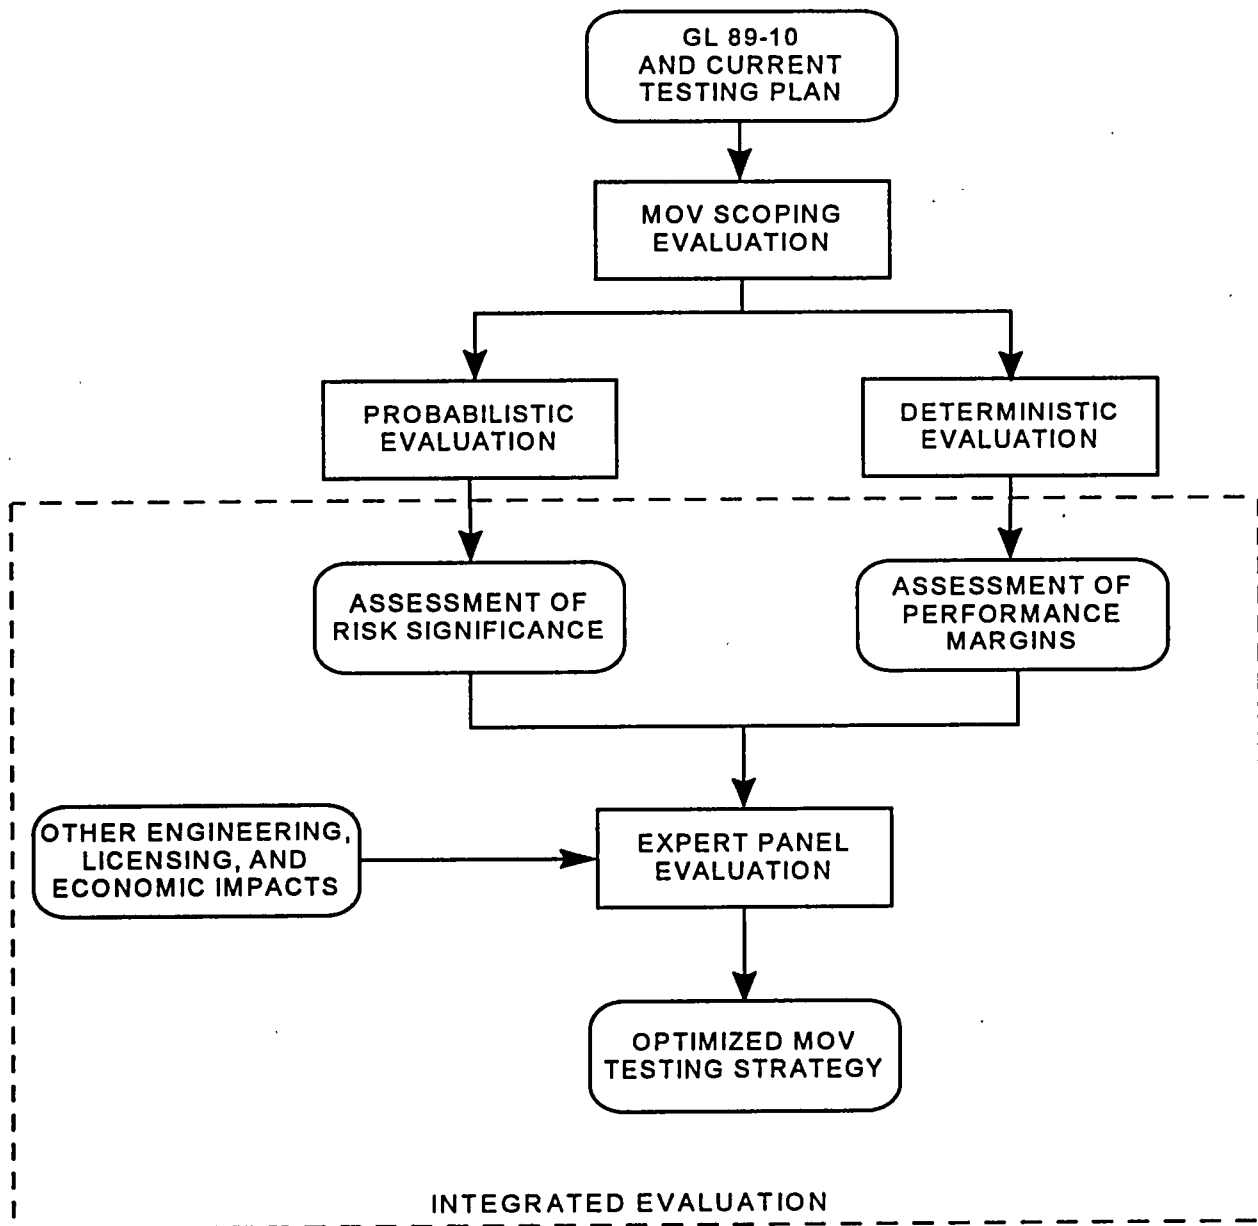 GL 89-10
AND CURRENT
TESTING PLAN
MOV SCOPING
EVALUATION
PROBABILISTIC
EVALUATION
DETERMINISTIC
EVALUATION
ASSESSMENT OF
RISK SIGNIFICANCE
ASSESSMENT OF
PERFORMANCE
MARGINS
OTHER ENGINEERING,
LICENSING, AND
ECONOMIC IMPACTS
EXPERT PANEL
EVALUATION
OPTIMIZED MOV
TESTING STRATEGY
INTEGRATED EVALUATION